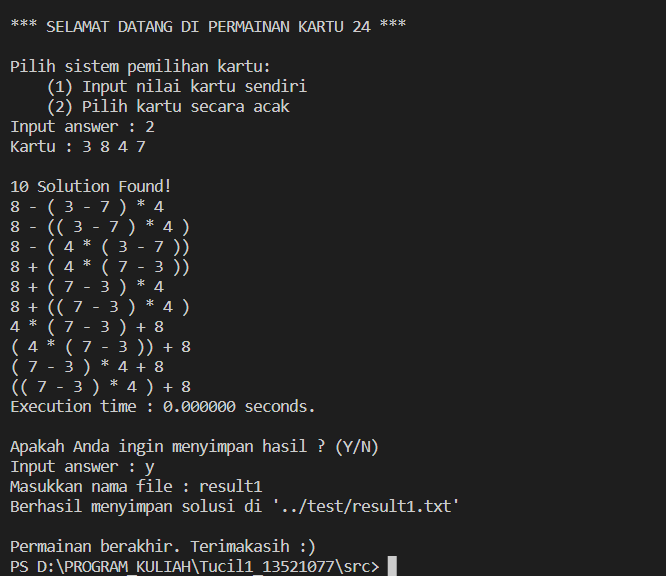 *** SELAMAT DATANG DI PERMAINAN KARTU 24 ***
Pilih sistem pemilihan kartu:
(1) Input nilai kartu sendiri
(2) Pilih kartu secara acak
Input answer : 2
Kartu : 3 8 4 7
10 Solution Found!
8 - ( 3 - 7 ) * 4
8 - (( 3 - 7 ) * 4 )
8 - ( 4 * ( 3 - 7 ))
8 + ( 4 * ( 7 - 3 ))
8 + ( 7 - 3 ) * 4
8 + (( 7 - 3 ) * 4 )
4 * ( 7 - 3 ) + 8
( 4 * ( 7 - 3 )) + 8
( 7 - 3 ) * 4 + 8
(( 7 - 3 ) * 4 ) + 8
Execution time : 0.000000 seconds.
Apakah Anda ingin menyimpan hasil ? (Y/N)
Input answer : y
Masukkan nama file : result1
Berhasil menyimpan solusi di '../test/result1.txt'
Permainan berakhir. Terimakasih :)
PS D:\PROGRAM_KULIAH\Tucil1_13521077\src>